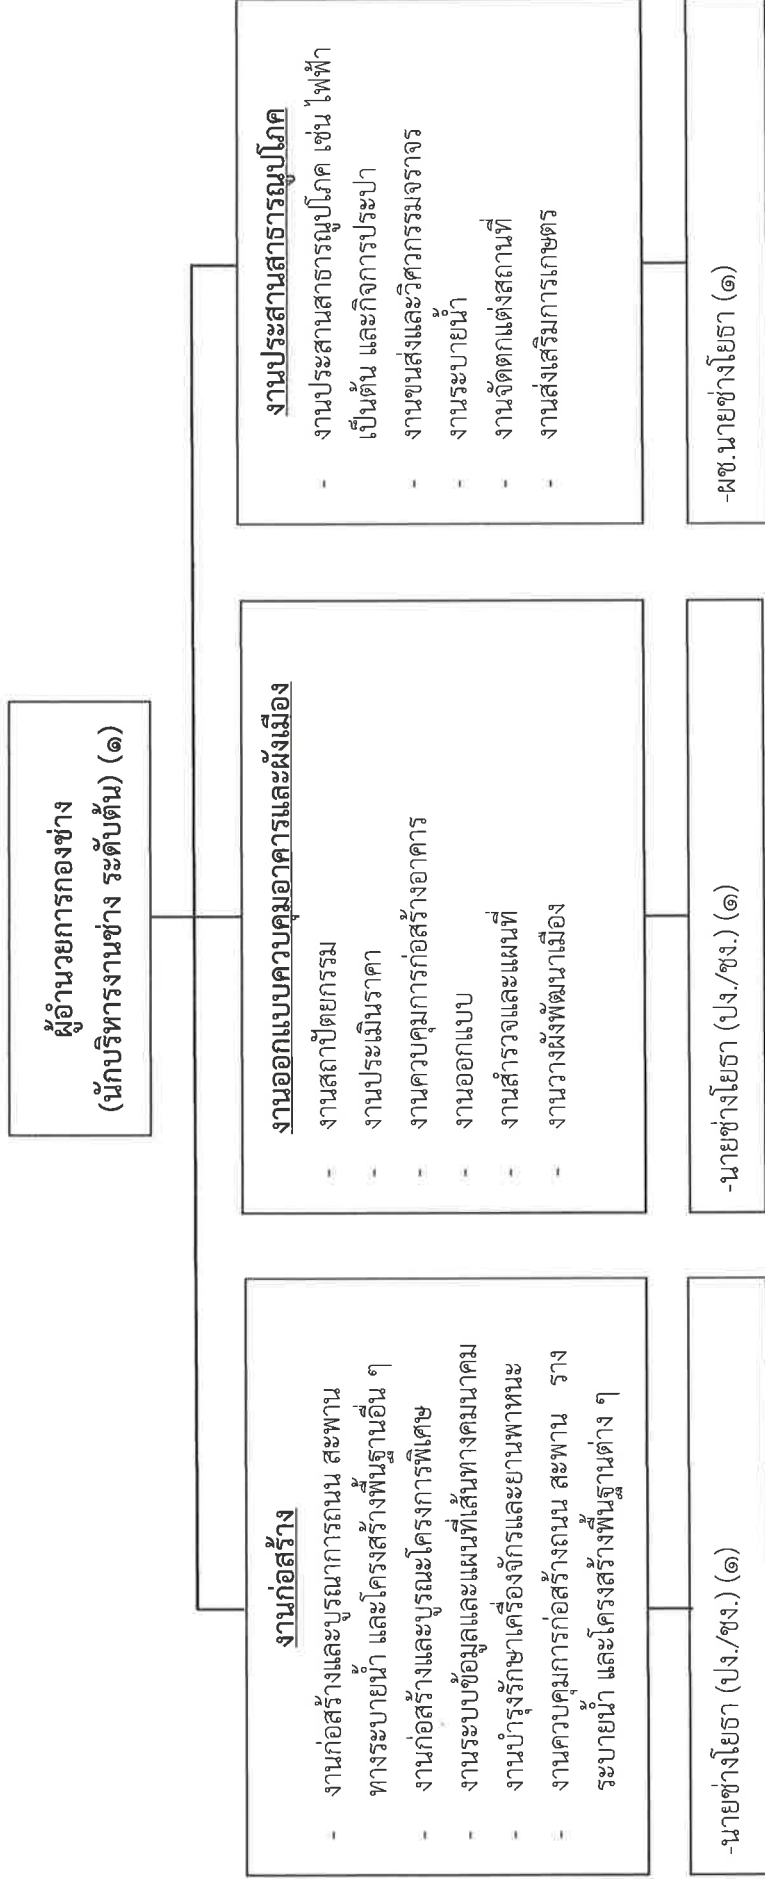 ผู้อำนวยการกองช่าง
(นักบริหารงานช่าง ระดับต้น) (๑)
งานก่อสร้าง
- งานก่อสร้างและบูรณาการถนน สะพาน
ทางระบายน้ำ และโครงสร้างพื้นฐานอื่น ๆ
- งานก่อสร้างและบูรณะโครงการพิเศษ
- งานระบบข้อมูลและแผนที่เส้นทางคมนาคม
- งานบำรุงรักษาเครื่องจักรและยานพาหนะ
- งานควบคุมการก่อสร้างถนน สะพาน ราง
ระบายน้ำ และโครงสร้างพื้นฐานต่าง ๆ
-นายช่างโยธา (ปง./ชง.) (๑)
งานออกแบบควบคุมอาคารและผังเมือง
- งานสถาปัตยกรรม
- งานประเมินราคา
- งานควบคุมการก่อสร้างอาคาร
- งานออกแบบ
- งานสำรวจและแผนที่
- งานวางผังพัฒนาเมือง
-นายช่างโยธา (ปง./ชง.) (๑)
งานประสานสาธารณูปโภค
- งานประสานสาธารณูปโภค เช่น ไฟฟ้า
เป็นต้น และกิจการประปา
- งานขนส่งและวิศวกรรมจราจร
- งานระบายน้ำ
- งานจัดตกแต่งสถานที่
- งานส่งเสริมการเกษตร
-ผช.นายช่างโยธา (๑)